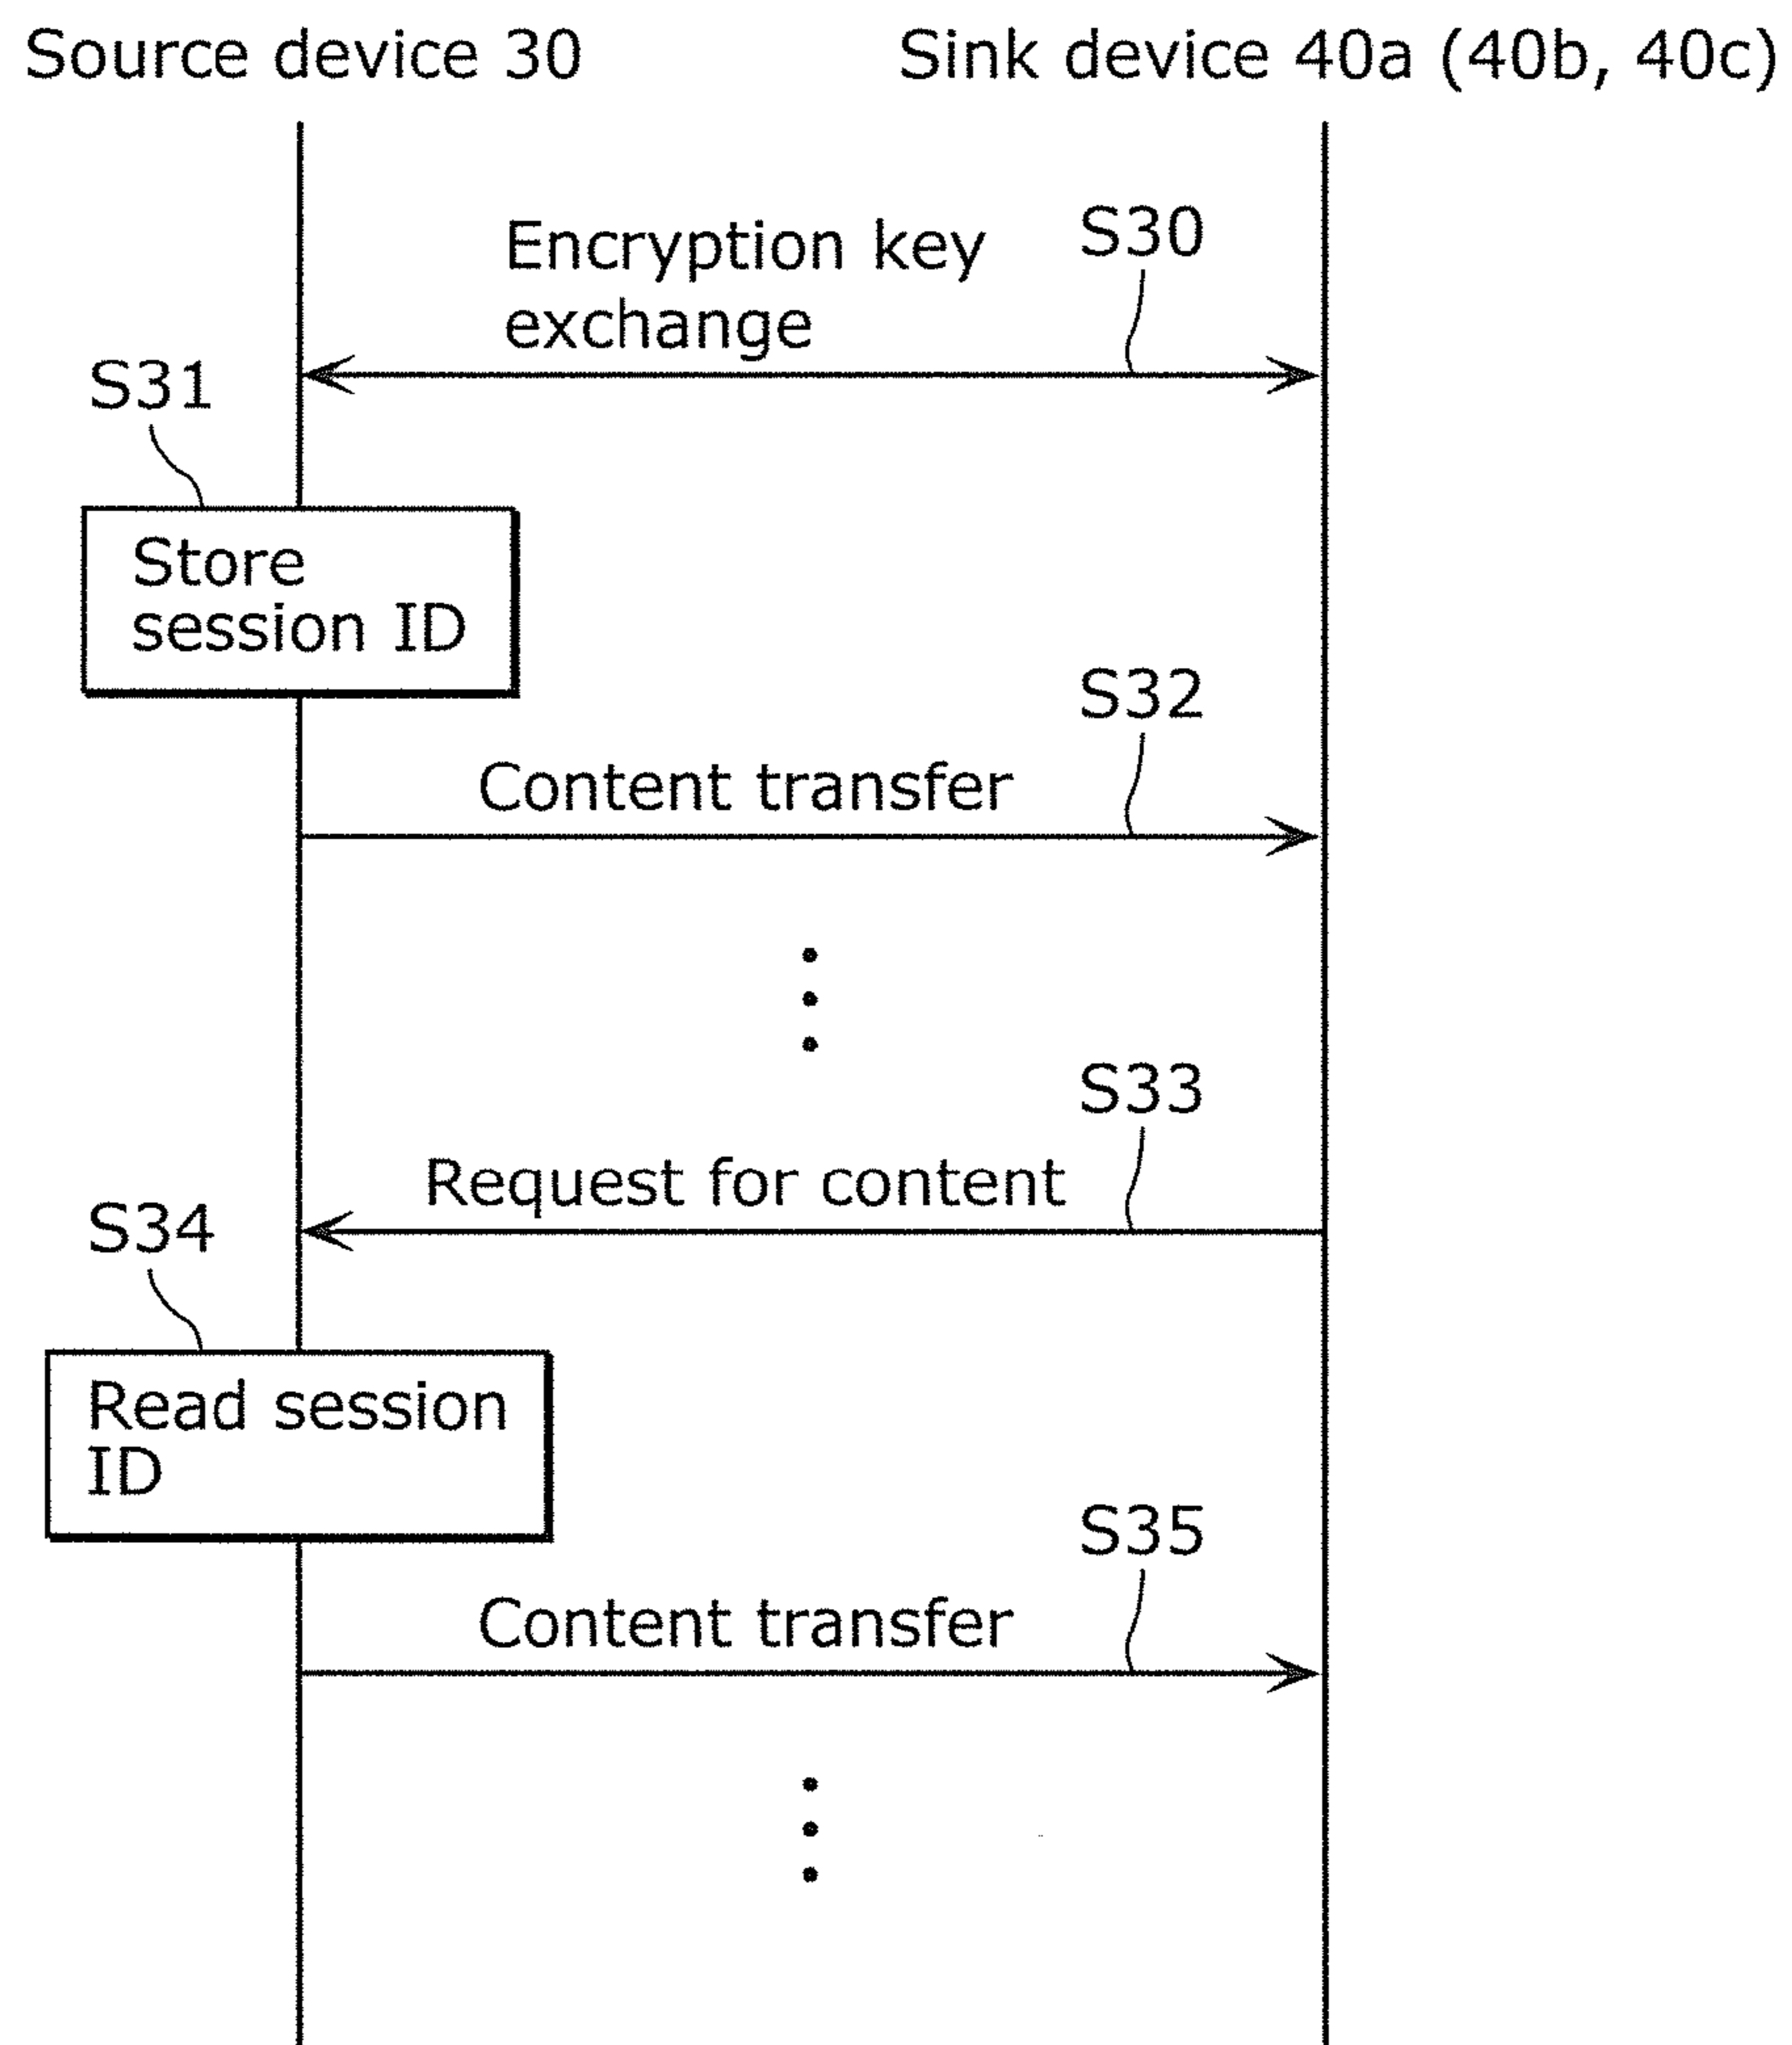 Source device 30
Sink device 40a (40b, 40c)
Encryption key
exchange
S30
S31
Store
session ID
S32
Content transfer
S33
Request for content
S34
Read session
ID
S35
Content transfer